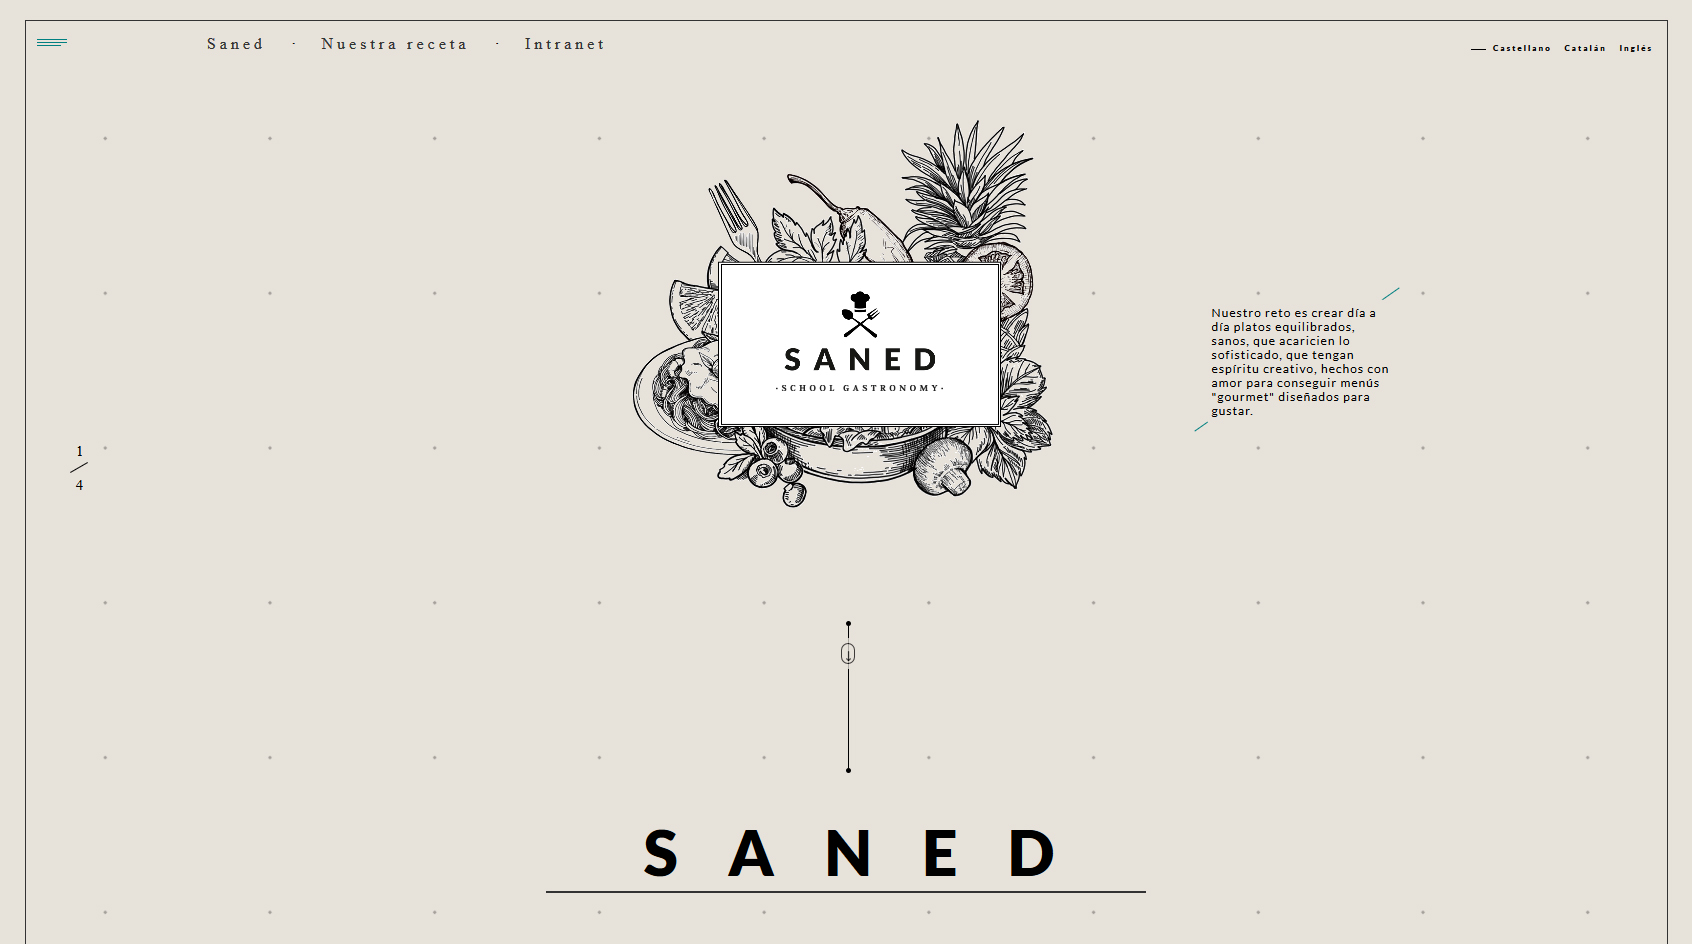 Saned · Nuestra receta · Intranet
Castellano Catalán Inglés
SANED
·SCHOOL GASTRONOMY·
Nuestro reto es crear día a
día platos equilibrados,
sanos, que acaricien lo
sofisticado, que tengan
espíritu creativo, hechos con
amor para conseguir menús
"gourmet" diseñados para
gustar.
1
4
SANED